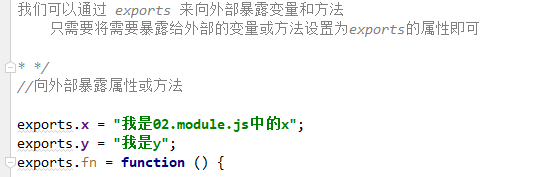 我们可以通过 exports 来向外部暴露变量和方法
只需要将需要暴露给外部的变量或方法设置为exports的属性即可
* */
//向外部暴露属性或方法
exports.x = "我是02.module.js中的x";
exports.y = "我是y";
exports.fn = function () {